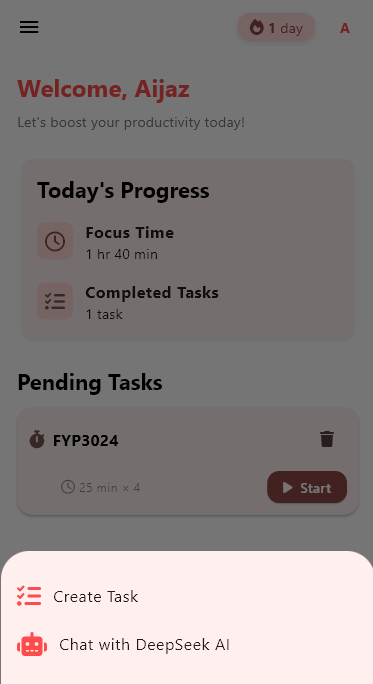 1 day
A
Welcome, Aijaz
Let's boost your productivity today!
Today's Progress
Focus Time
1 hr 40 min
Completed Tasks
1 task
Pending Tasks
FYP3024
25 min × 4
Start
Create Task
Chat with DeepSeek AI